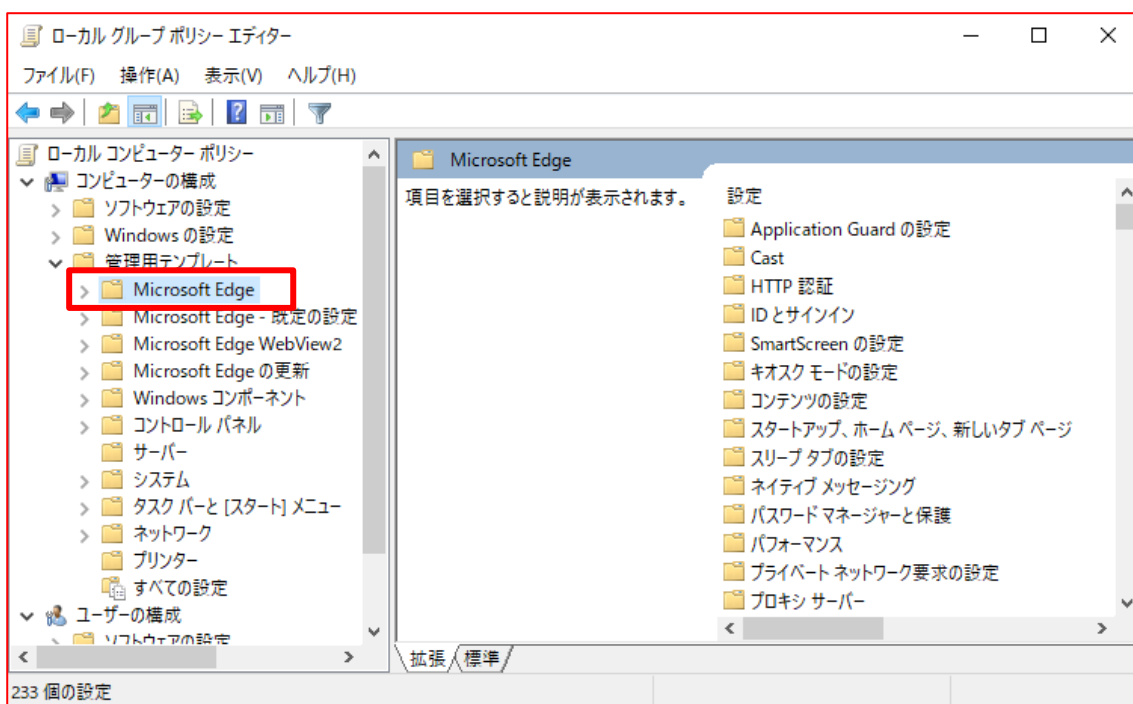 ローカル グループ ポリシー エディター
ファイル(F) 操作(A) 表示(V) ヘルプ(H)
ローカル コンピューター ポリシー
コンピューターの構成
ソフトウェアの設定
Windows の設定
管理用テンプレート
Microsoft Edge
Microsoft Edge - 既定の設定
Microsoft Edge WebView2
Microsoft Edge の更新
Windows コンポーネント
コントロール パネル
サーバー
システム
タスク バーと [スタート] メニュー
ネットワーク
プリンター
すべての設定
ユーザーの構成
ソフトウェアの設定
Microsoft Edge
項目を選択すると説明が表示されます。
設定
Application Guard の設定
Cast
HTTP 認証
ID とサインイン
SmartScreen の設定
キオスク モードの設定
コンテンツの設定
スタートアップ、ホーム ページ、新しいタブ ページ
スリープ タブの設定
ネイティブ メッセージング
パスワード マネージャーと保護
パフォーマンス
プライベート ネットワーク要求の設定
プロキシ サーバー
拡張 標準
233 個の設定